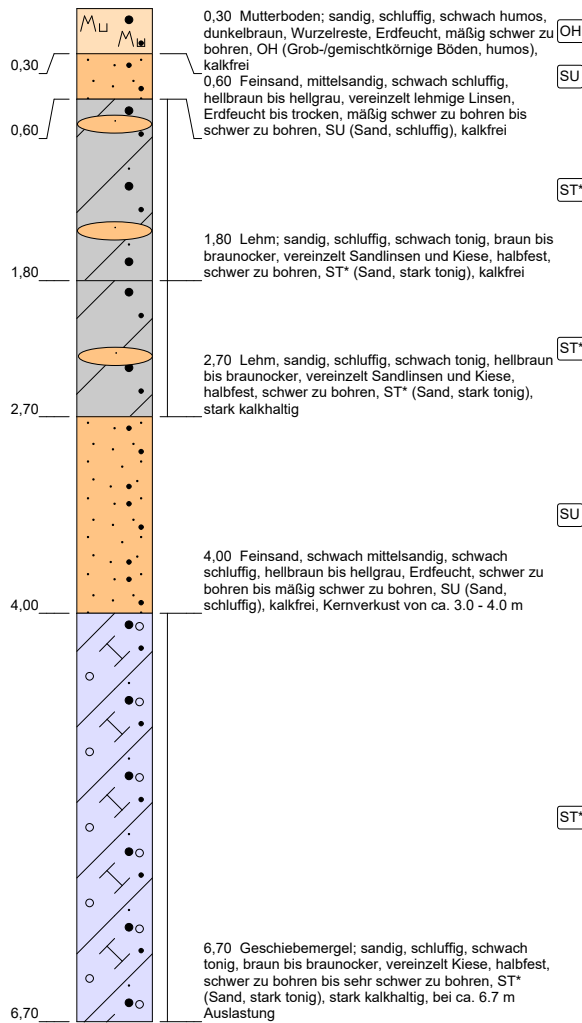 0,30 Mutterboden; sandig, schluffig, schwach humos,
dunkelbraun, Wurzelreste, Erdfeucht, mäßig schwer zu
bohren, OH (Grob-/gemischtkörnige Böden, humos),
kalkfrei
OH
0,30
0,60 Feinsand, mittelsandig, schwach schluffig,
hellbraun bis hellgrau, vereinzelt lehmige Linsen,
Erdfeucht bis trocken, mäßig schwer zu bohren bis
schwer zu bohren, SU (Sand, schluffig), kalkfrei
SU
0,60
ST*
1,80 Lehm; sandig, schluffig, schwach tonig, braun bis
braunocker, vereinzelt Sandlinsen und Kiese, halbfest,
schwer zu bohren, ST* (Sand, stark tonig), kalkfrei
1,80
ST*
2,70 Lehm, sandig, schluffig, schwach tonig, hellbraun
bis braunocker, vereinzelt Sandlinsen und Kiese,
halbfest, schwer zu bohren, ST* (Sand, stark tonig),
stark kalkhaltig
2,70
SU
4,00 Feinsand, schwach mittelsandig, schwach
schluffig, hellbraun bis hellgrau, Erdfeucht, schwer zu
bohren bis mäßig schwer zu bohren, SU (Sand,
schluffig), kalkfrei, Kernverkust von ca. 3.0 - 4.0 m
4,00
ST*
6,70 Geschiebemergel; sandig, schluffig, schwach
tonig, braun bis braunocker, vereinzelt Kiese, halbfest,
schwer zu bohren bis sehr schwer zu bohren, ST*
(Sand, stark tonig), stark kalkhaltig, bei ca. 6.7 m
Auslastung
6,70